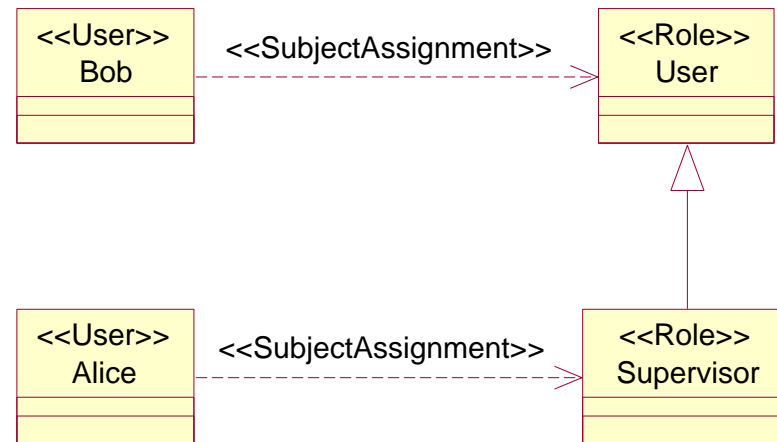 <<User>>
Bob
<<SubjectAssignment>>
<<Role>>
User
<<User>>
Alice
<<SubjectAssignment>>
<<Role>>
Supervisor